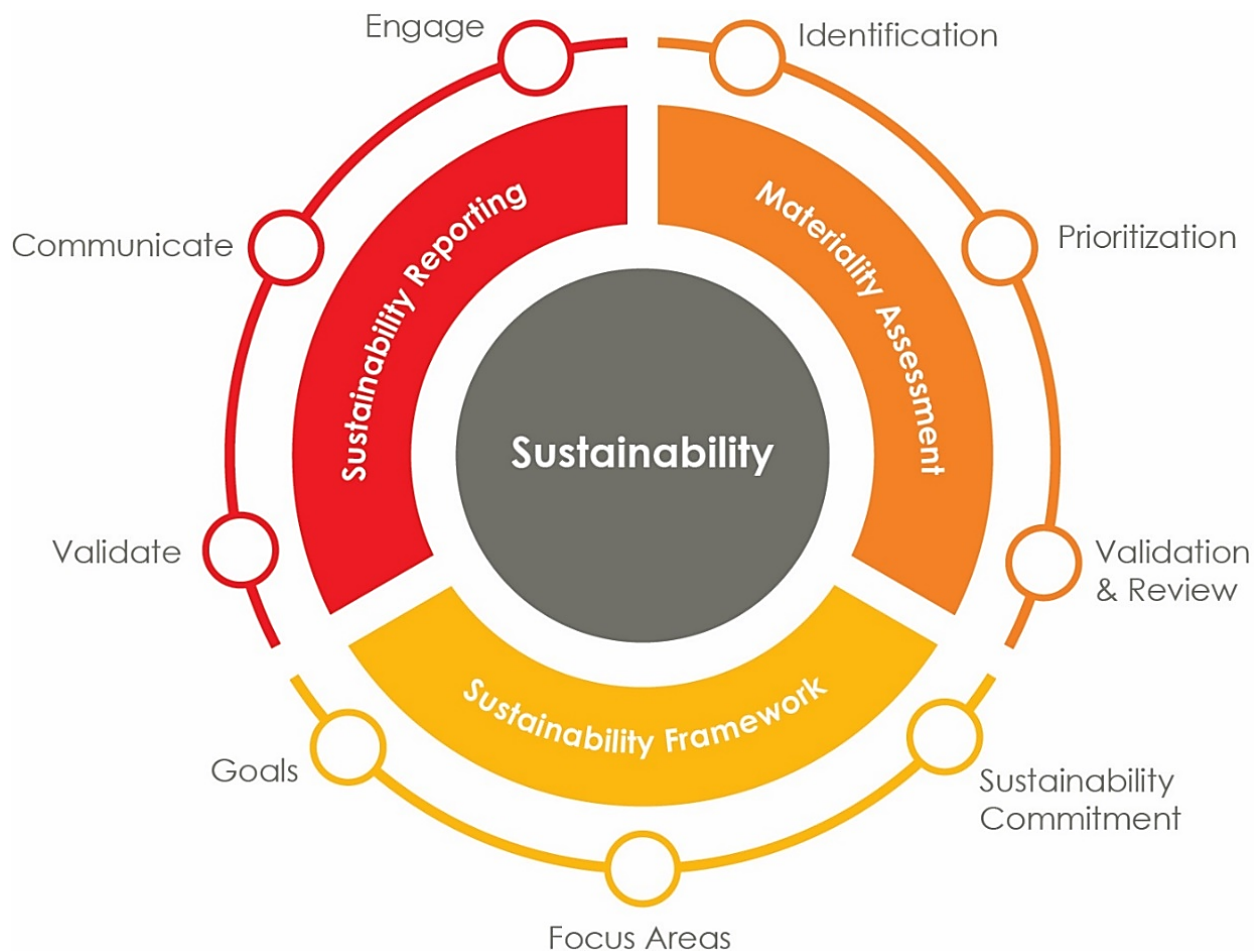 Engage
Identification
Communicate
Prioritization
Sustainability Reporting
Materiality Assessment
Sustainability
Validate
Validation
& Review
Sustainability Framework
Goals
Sustainability
Commitment
Focus Areas